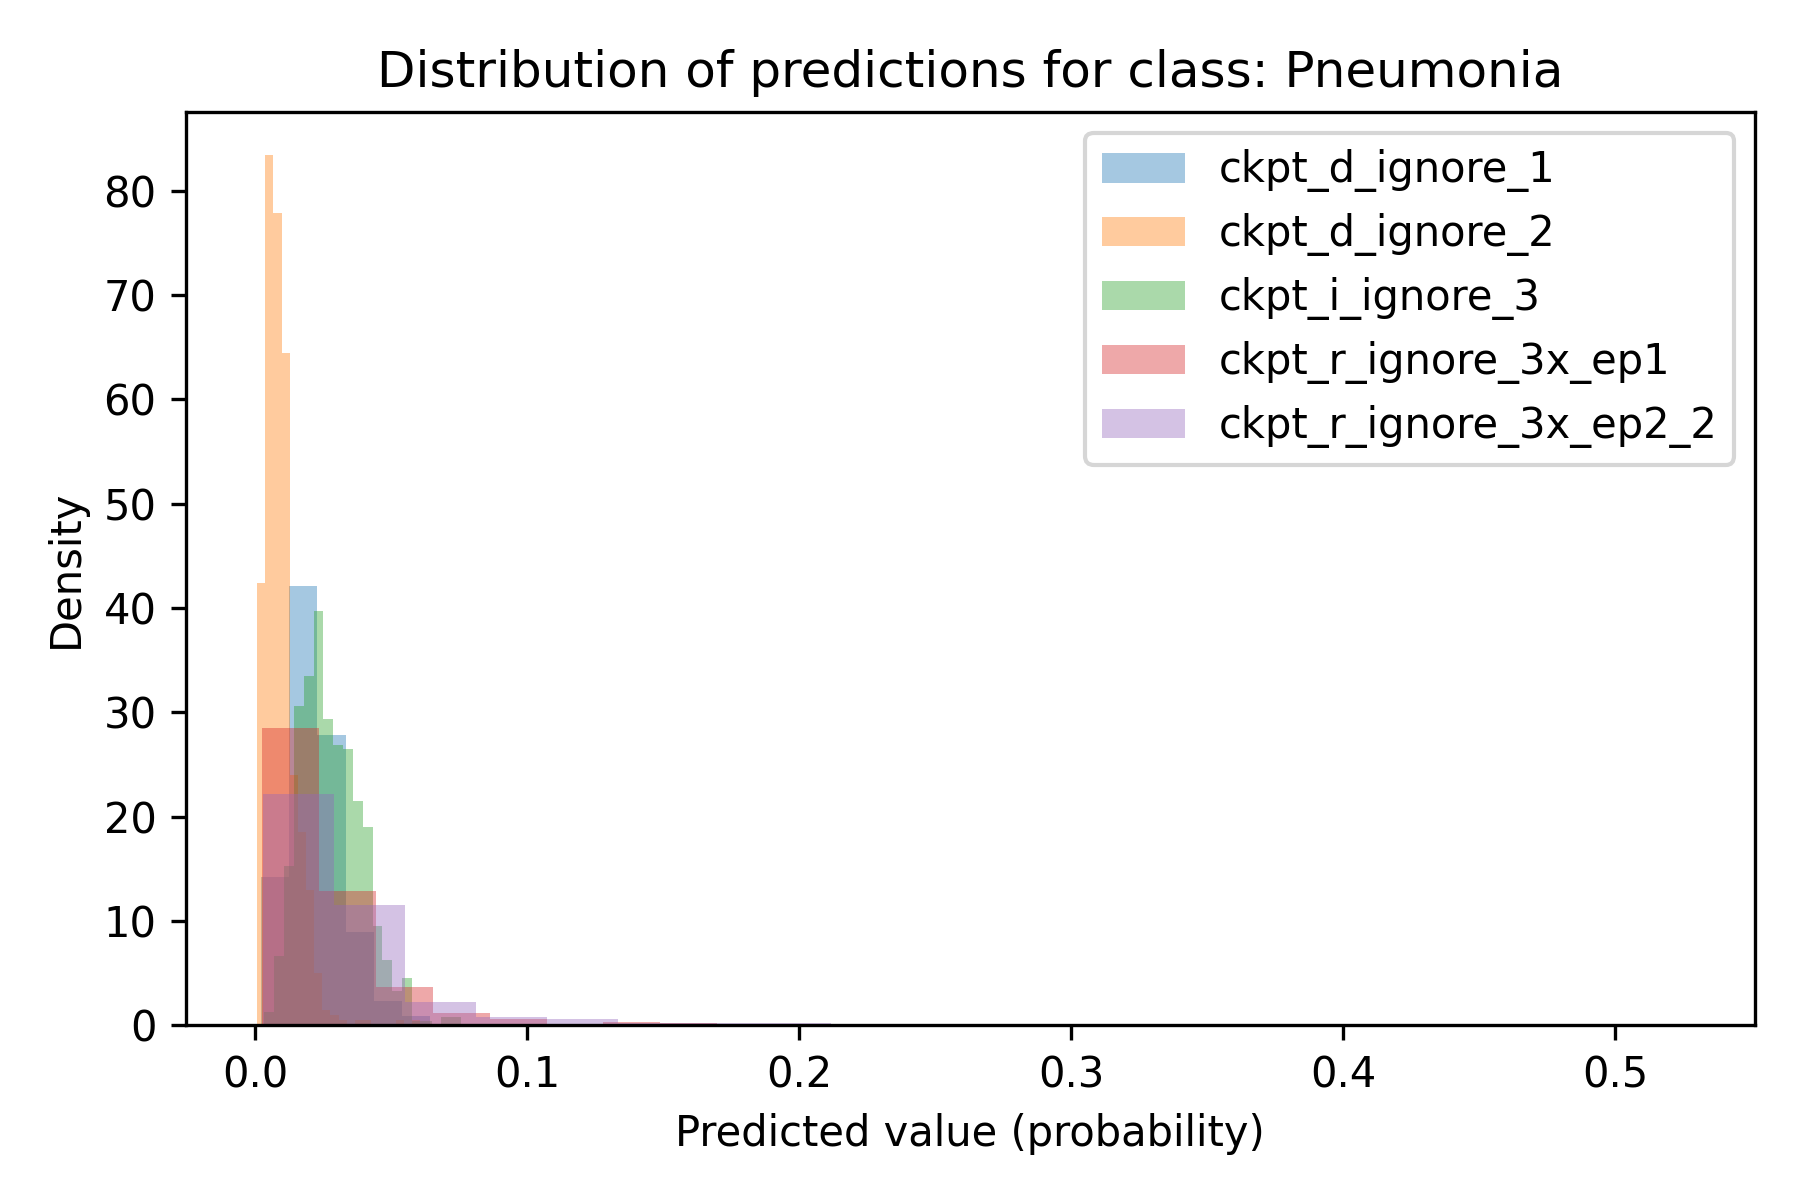 Distribution of predictions for class: Pneumonia
ckpt_d_ignore_1
ckpt_d_ignore_2
ckpt_i_ignore_3
ckpt_r_ignore_3x_ep1
ckpt_r_ignore_3x_ep2_2
Density
80
70
60
50
40
30
20
10
0
0.0 0.1 0.2 0.3 0.4 0.5
Predicted value (probability)